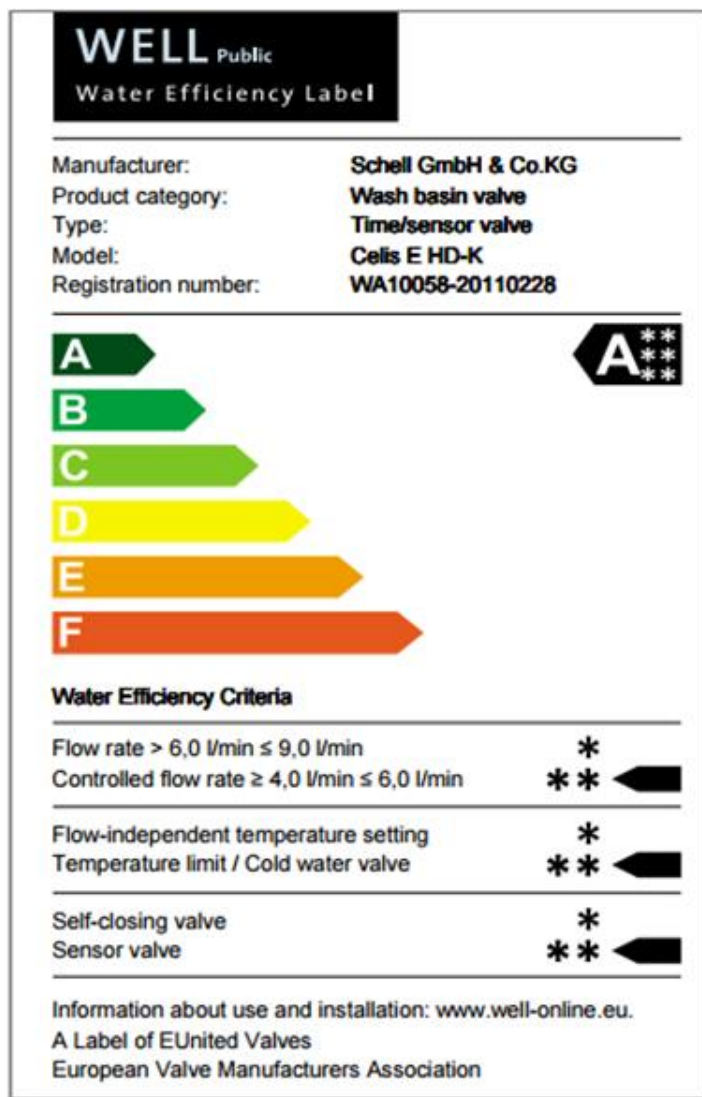 WELL Public
Water Efficiency Label
Manufacturer: Schell GmbH & Co.KG
Product category: Wash basin valve
Type: Time/sensor valve
Model: Celis E HD-K
Registration number: WA10058-20110228
A A******
B
C
D
E
F
Water Efficiency Criteria
Flow rate > 6,0 l/min ≤ 9,0 l/min *
Controlled flow rate ≥ 4,0 l/min ≤ 6,0 l/min **
Flow-independent temperature setting *
Temperature limit / Cold water valve **
Self-closing valve *
Sensor valve **
Information about use and installation: www.well-online.eu.
A Label of EUnited Valves
European Valve Manufacturers Association